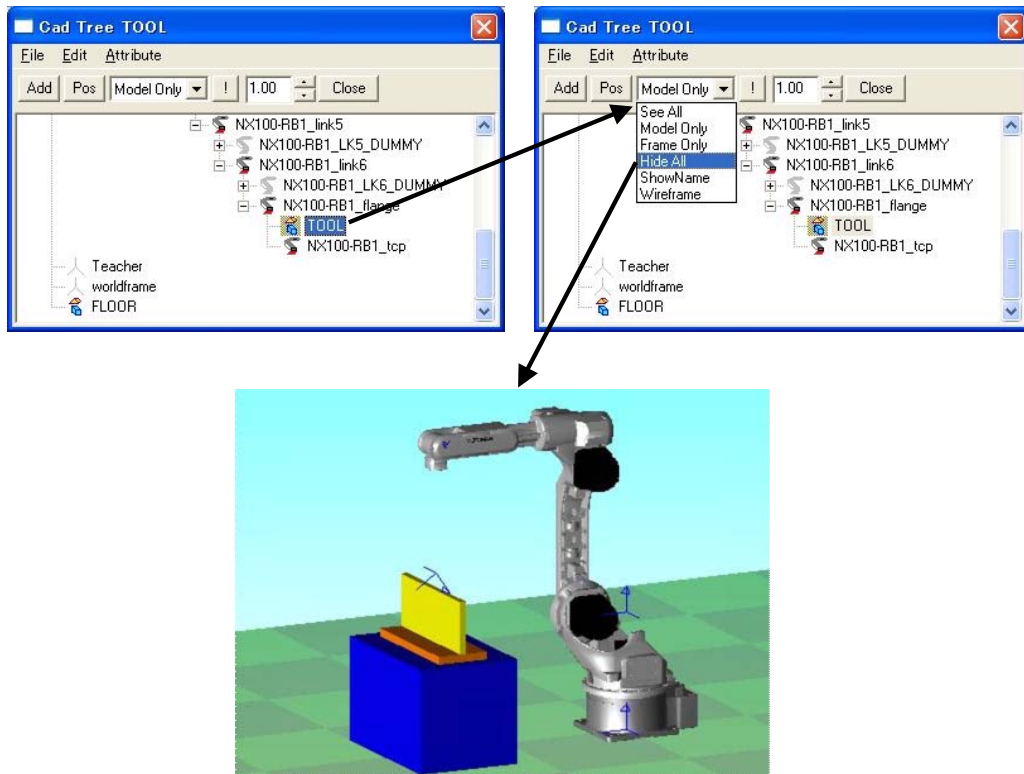 Cad Tree TOOL
File Edit Attribute
Add Pos Model Only ! 1.00 Close
NX100-RB1_link5
NX100-RB1_LK5_DUMMY
NX100-RB1_link6
NX100-RB1_LK6_DUMMY
NX100-RB1_flange
TOOL
NX100-RB1_tcp
Teacher
worldframe
FLOOR
Cad Tree TOOL
File Edit Attribute
Add Pos Model Only ! 1.00 Close
See All
Model Only
Frame Only
Hide All
ShowName
Wireframe
NX100-RB1_link5
NX100-RB1_LK5_DUMMY
NX100-RB1_link6
NX100-RB1_LK6_DUMMY
NX100-RB1_flange
TOOL
NX100-RB1_tcp
Teacher
worldframe
FLOOR